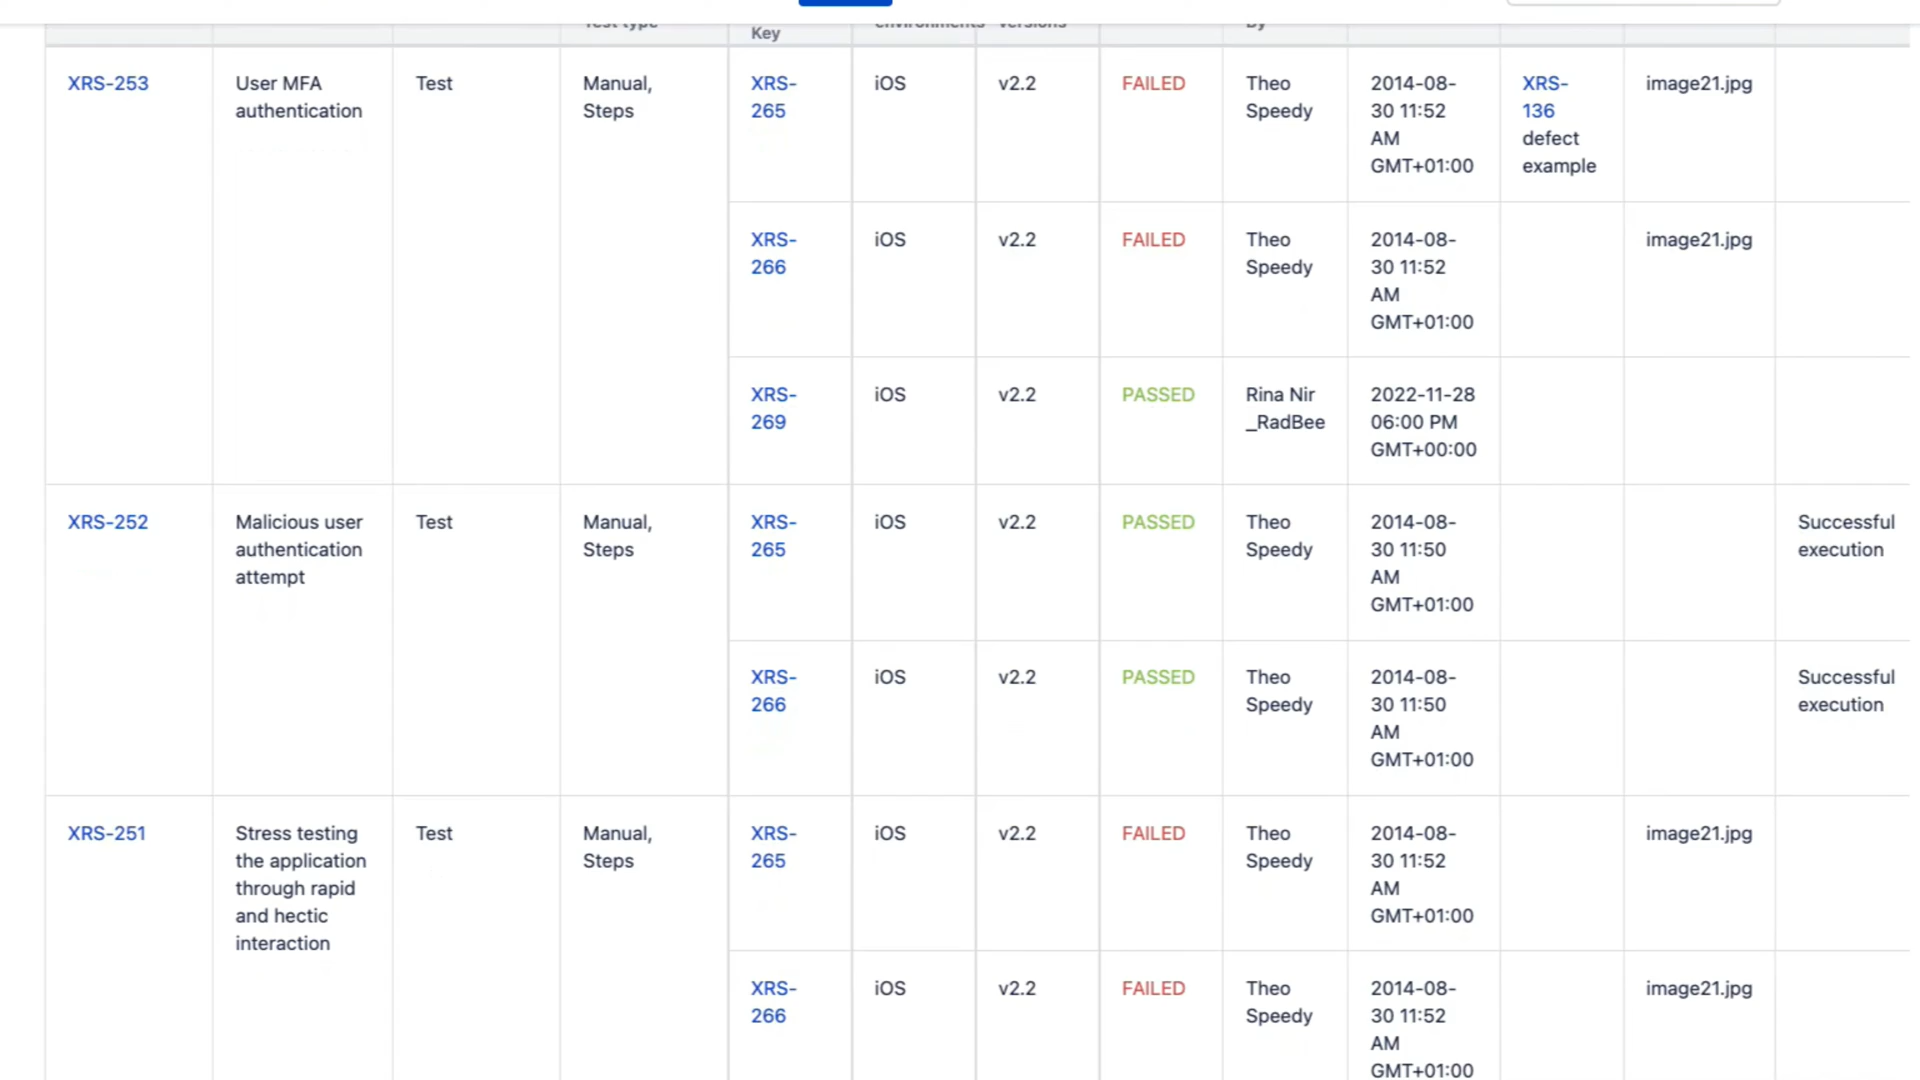 Test type
Key
environments
versions
By
XRS-253
User MFA
authentication
Test
Manual,
Steps
XRS-
265
iOS
v2.2
FAILED
Theo
Speedy
2014-08-
30 11:52
AM
GMT+01:00
XRS-
136
defect
example
image21.jpg
XRS-
266
iOS
v2.2
FAILED
Theo
Speedy
2014-08-
30 11:52
AM
GMT+01:00
image21.jpg
XRS-
269
iOS
v2.2
PASSED
Rina Nir
_RadBee
2022-11-28
06:00 PM
GMT+00:00
XRS-252
Malicious user
authentication
attempt
Test
Manual,
Steps
XRS-
265
iOS
v2.2
PASSED
Theo
Speedy
2014-08-
30 11:50
AM
GMT+01:00
Successful
execution
XRS-
266
iOS
v2.2
PASSED
Theo
Speedy
2014-08-
30 11:50
AM
GMT+01:00
Successful
execution
XRS-251
Stress testing
the application
through rapid
and hectic
interaction
Test
Manual,
Steps
XRS-
265
iOS
v2.2
FAILED
Theo
Speedy
2014-08-
30 11:52
AM
GMT+01:00
image21.jpg
XRS-
266
iOS
v2.2
FAILED
Theo
Speedy
2014-08-
30 11:52
AM
GMT+01:00
image21.jpg